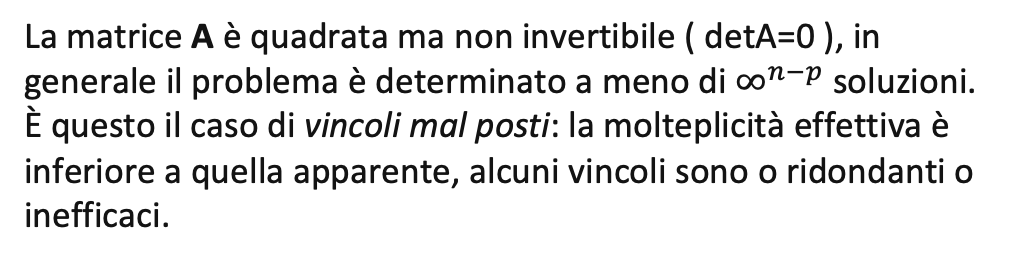 La matrice A è quadrata ma non invertibile ( detA=0 ), in
generale il problema è determinato a meno di ∞ⁿ⁻ᵖ soluzioni.
È questo il caso di vincoli mal posti: la molteplicità effettiva è
inferiore a quella apparente, alcuni vincoli sono o ridondanti o
inefficaci.